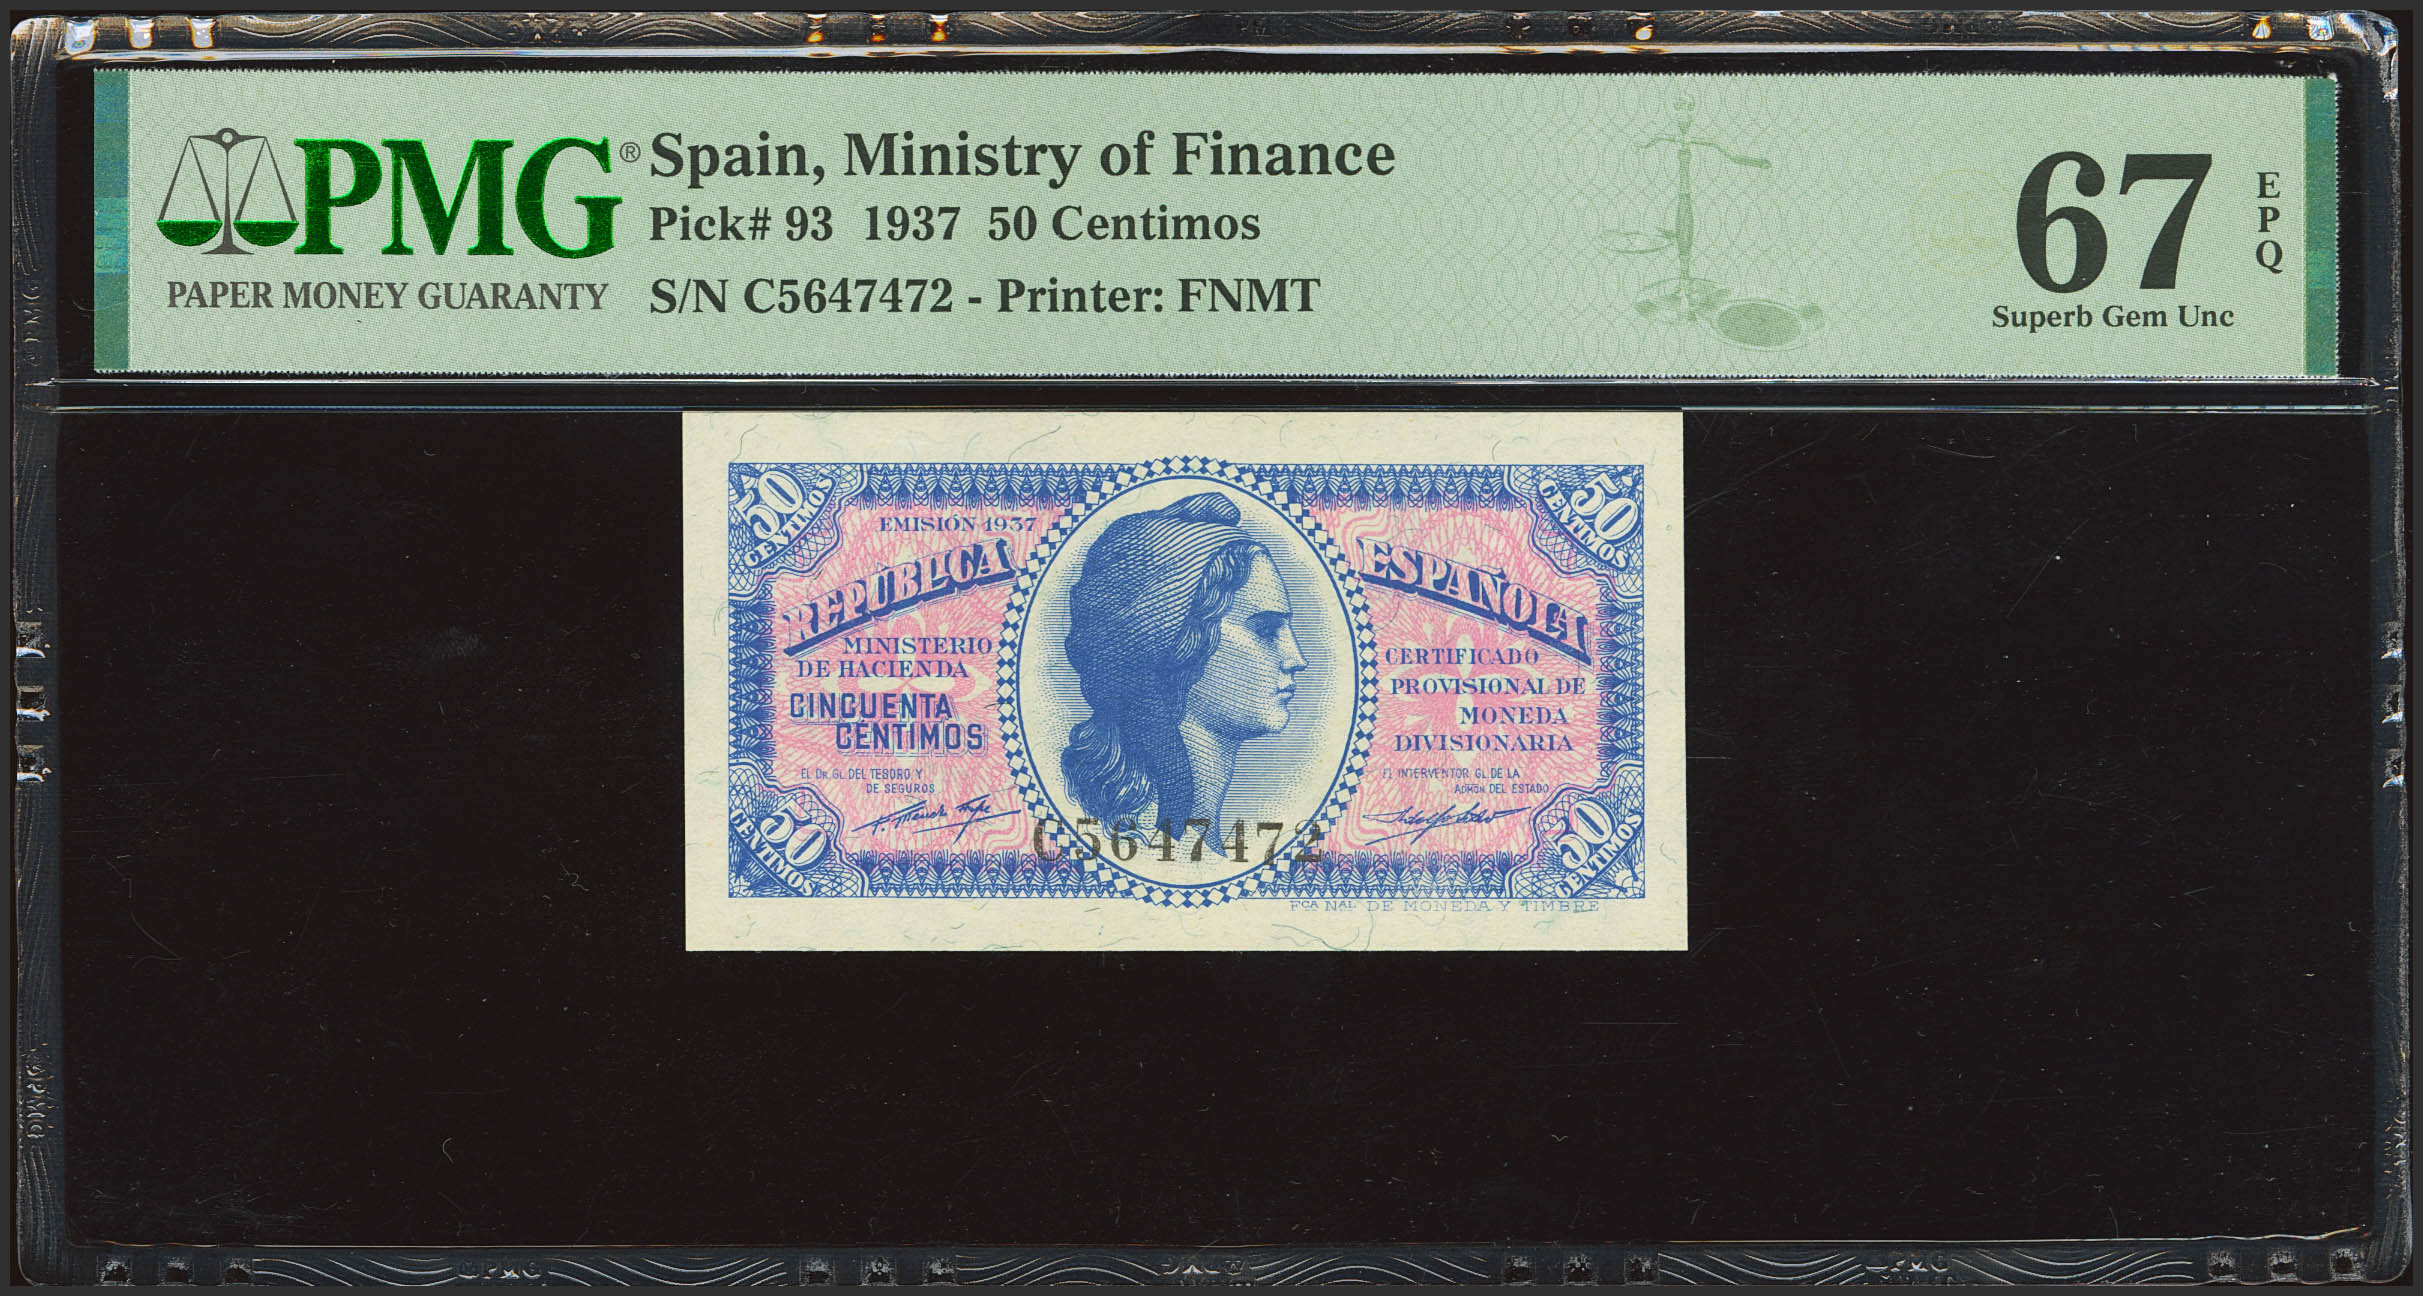 PMG®
PAPER MONEY GUARANTY
Spain, Ministry of Finance
Pick# 93 1937 50 Centimos
S/N C5647472 - Printer: FNMT
67
EPQ
Superb Gem Unc
50 CENTIMOS
50 CENTIMOS
EMISIÓN 1937
REPUBLICA
ESPAÑOLA
MINISTERIO
DE HACIENDA
CINCUENTA
CENTIMOS
CERTIFICADO
PROVISIONAL DE
MONEDA
DIVISIONARIA
EL DR. GL. DEL TESORO Y
DE SEGUROS
EL INTERVENTOR GL. DE LA
ADMÓN DEL ESTADO
C5647472
50 CENTIMOS
50 CENTIMOS
FCA NAL DE MONEDA Y TIMBRE